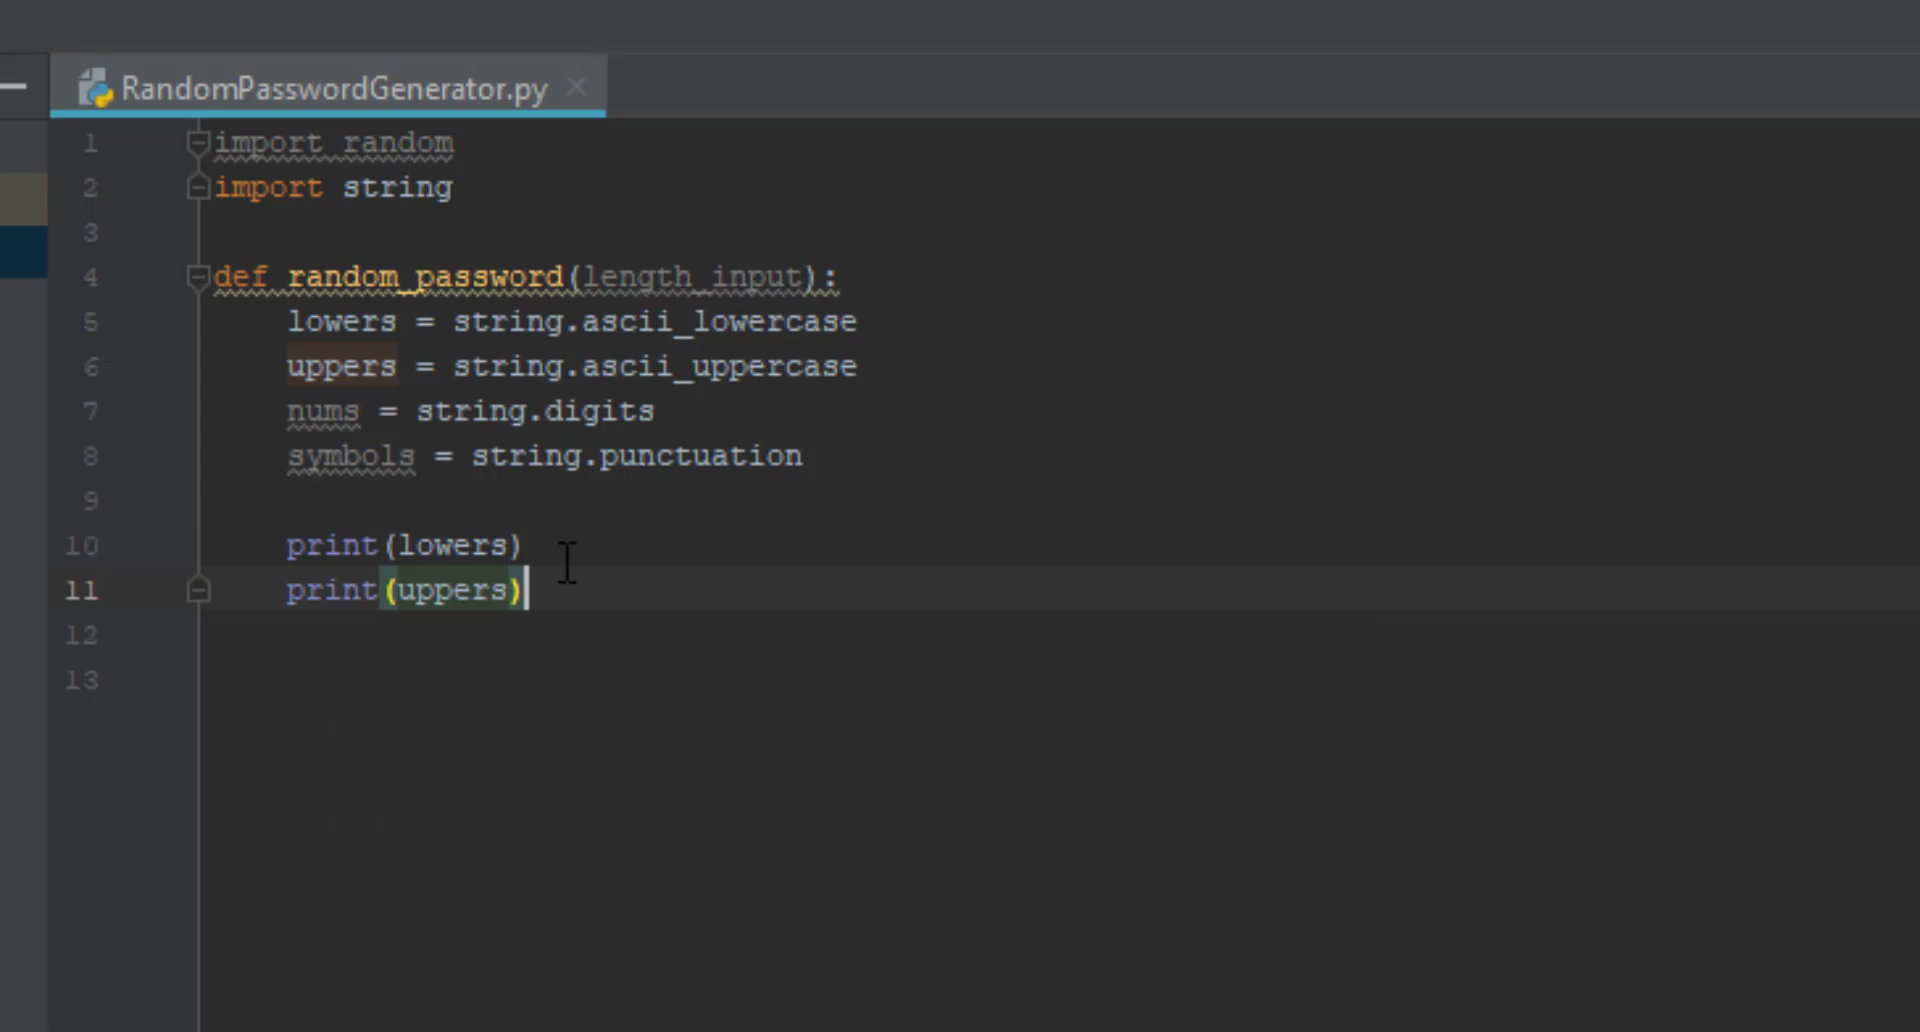 RandomPasswordGenerator.py
1 import random
2 import string
3
4 def random_password(length_input):
5     lowers = string.ascii_lowercase
6     uppers = string.ascii_uppercase
7     nums = string.digits
8     symbols = string.punctuation
9
10     print(lowers)
11     print(uppers)
12
13